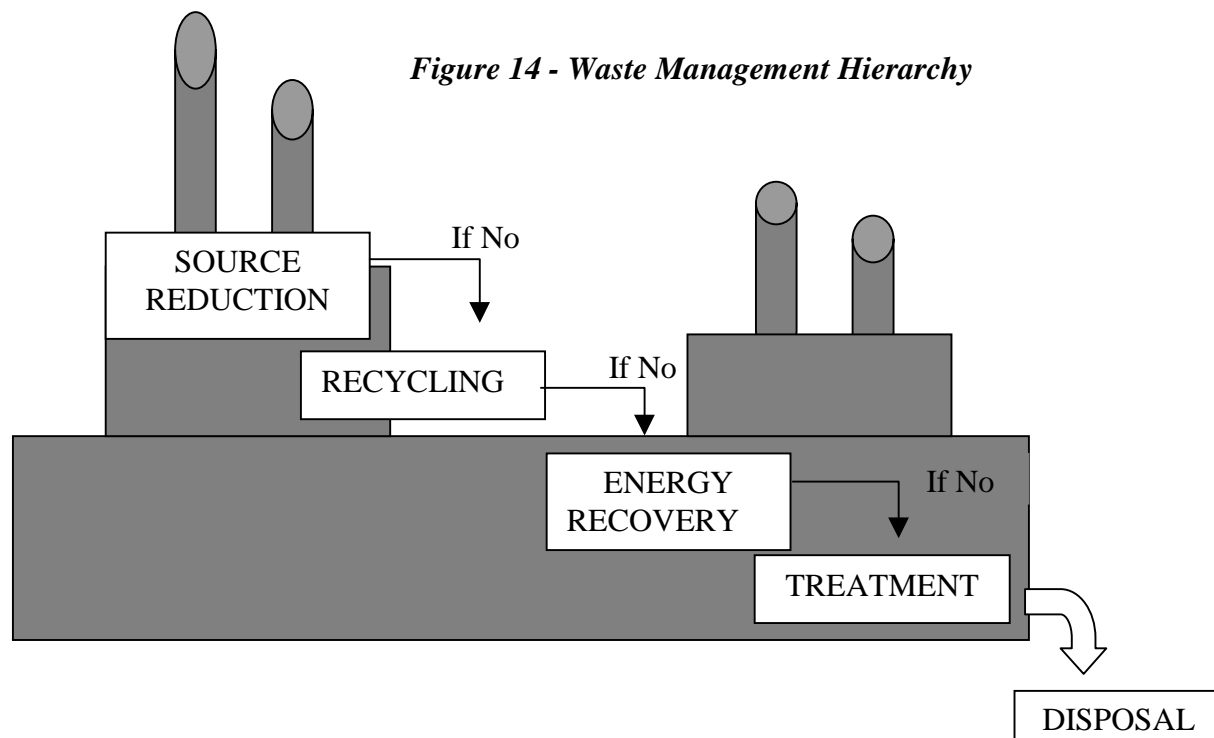 Figure 14 - Waste Management Hierarchy
If No
SOURCE
REDUCTION
If No
RECYCLING
If No
ENERGY
RECOVERY
TREATMENT
DISPOSAL